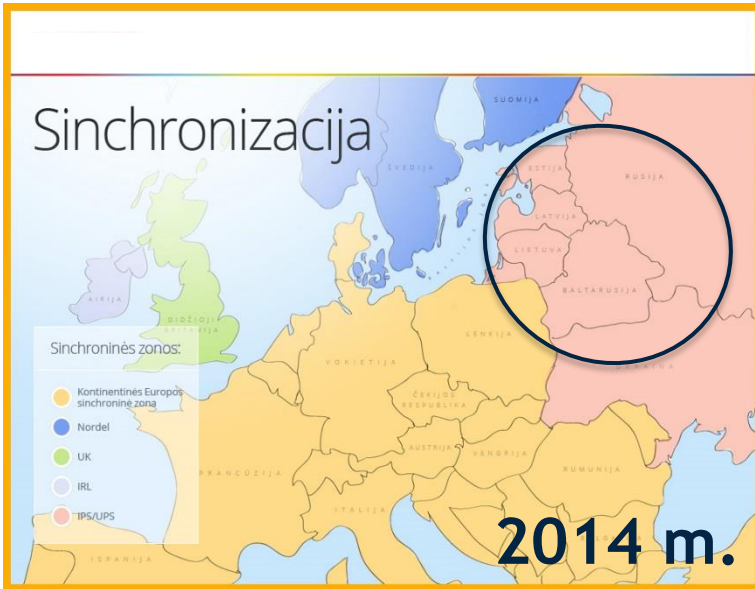 Sinchronizacija
SUOMIJA
ŠVEDIJA
ESTIJA
RUSIJA
LATVIJA
LIETUVA
BALTARUSIJA
AIRIJA
DIDŽIOJI
BRITANIJA
LENKIJA
VOKIETIJA
UKRAINA
ČEKIJOS
RESPUBLIKA
AUSTRIJA
VENGRIJA
RUMUNIJA
PRANCŪZIJA
ITALIJA
ISPANIJA
Sinchroninės zonos:
Kontinentinės Europos
sinchroninė zona
Nordel
UK
IRL
IPS/UPS
2014 m.